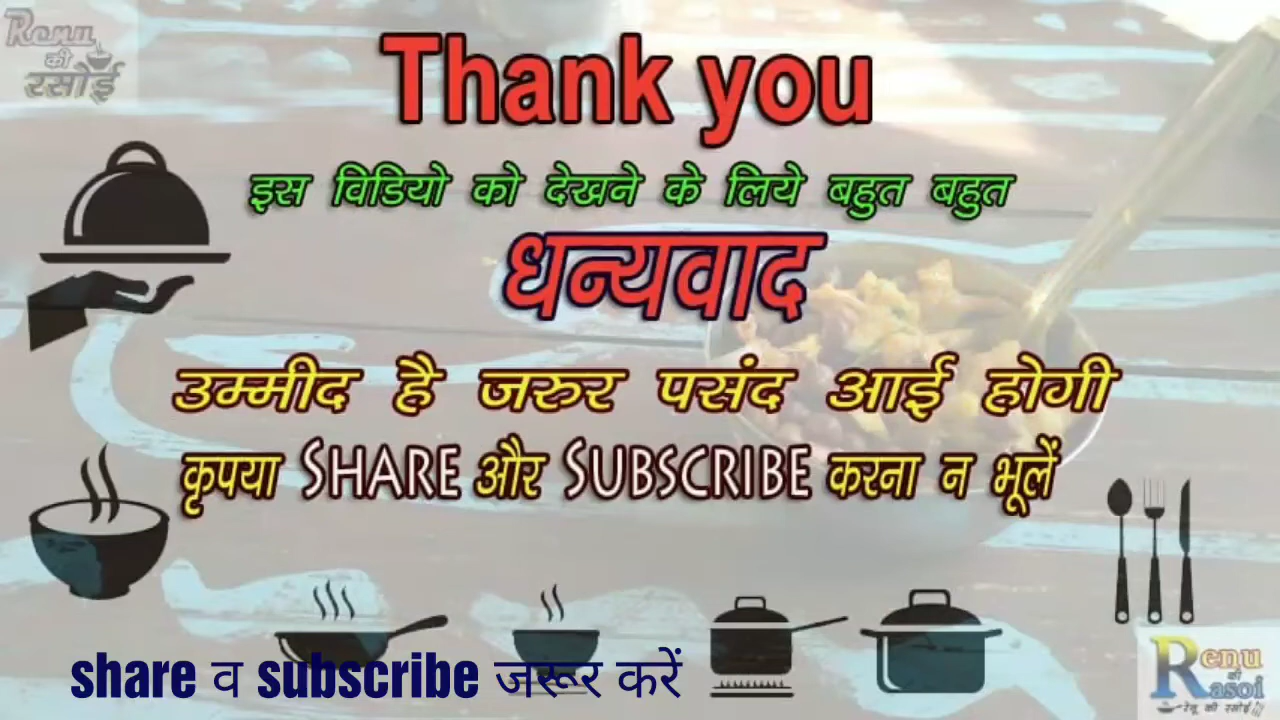 Renu
की
रसोई
Thank you
इस विडियो को देखने के लिये बहुत बहुत
धन्यवाद
उम्मीद है जरुर पसंद आई होगी
कृपया SHARE और SUBSCRIBE करना न भूलें
share व subscribe जरूर करें
Renu
की
Rasoi
रेनू की रसोई